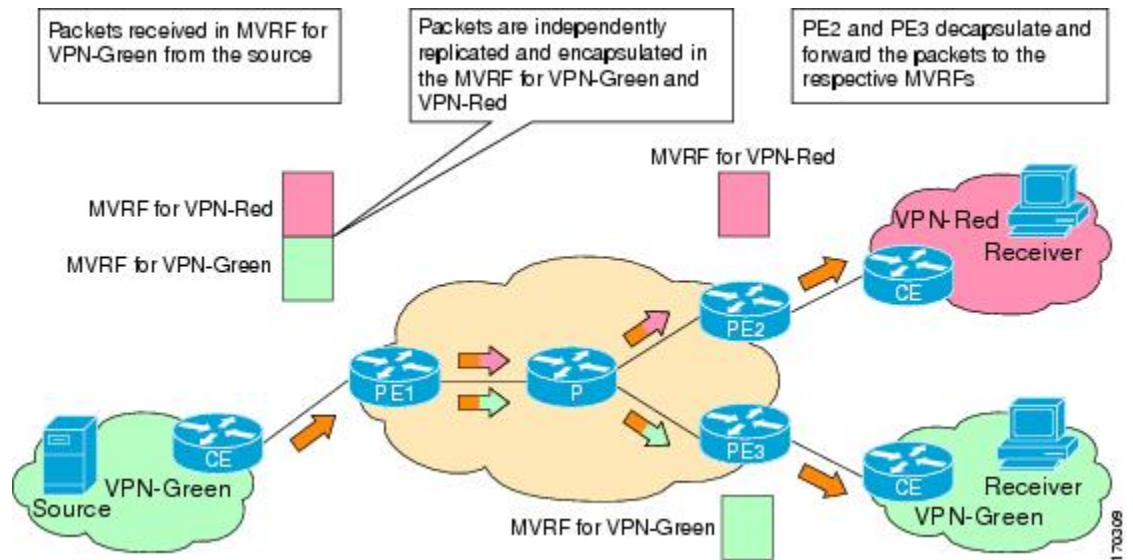 Packets received in MVRF for
VPN-Green from the source
Packets are independently
replicated and encapsulated in
the MVRF for VPN-Green and
VPN-Red
PE2 and PE3 decapsulate and
forward the packets to the
respective MVRFs
MVRF for VPN-Red
MVRF for VPN-Green
MVRF for VPN-Red
VPN-Red
Receiver
CE
PE2
PE1
P
PE3
CE
VPN-Green
Source
CE
Receiver
VPN-Green
MVRF for VPN-Green
170309